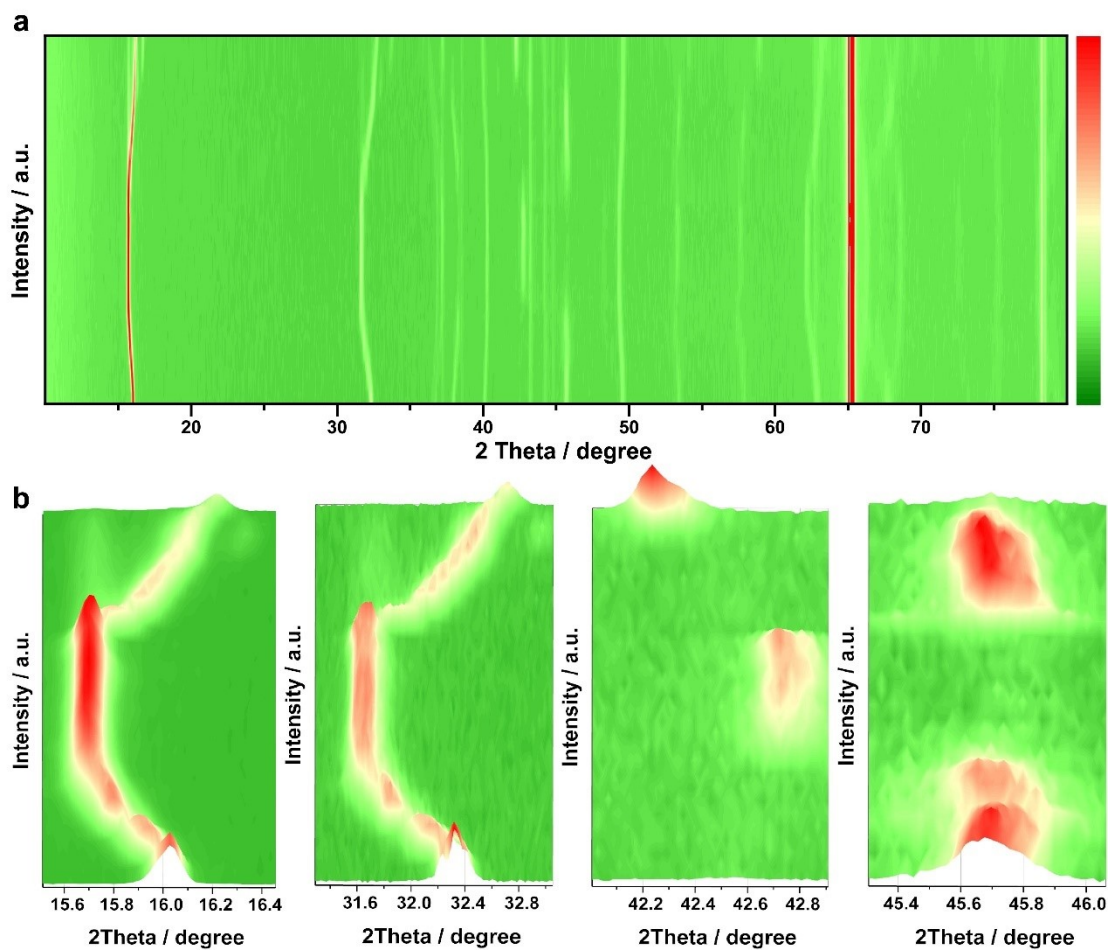 a
Intensity / a.u.
20 30 40 50 60 70
2 Theta / degree
b
Intensity / a.u.
15.6 15.8 16.0 16.2 16.4
2Theta / degree
Intensity / a.u.
31.6 32.0 32.4 32.8
2Theta / degree
Intensity / a.u.
42.2 42.4 42.6 42.8
2Theta / degree
Intensity / a.u.
45.4 45.6 45.8 46.0
2Theta / degree